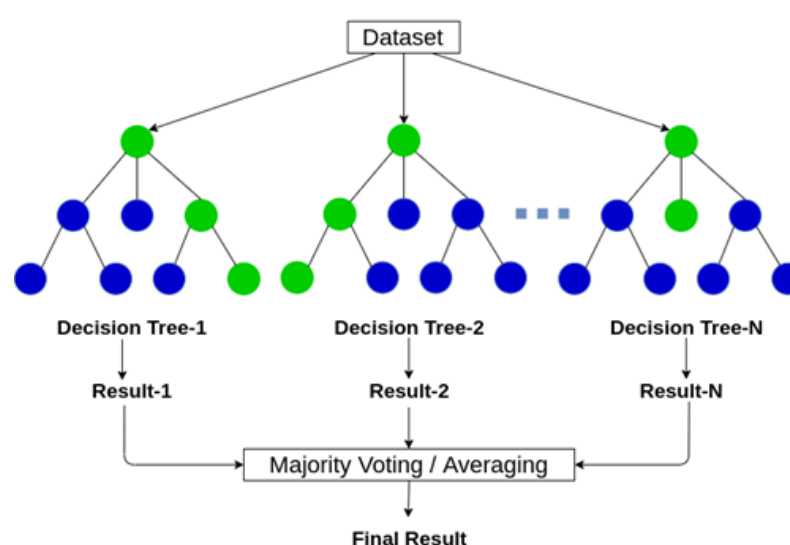 Dataset
Decision Tree-1
Decision Tree-2
Decision Tree-N
Result-1
Result-2
Result-N
Majority Voting / Averaging
Final Result